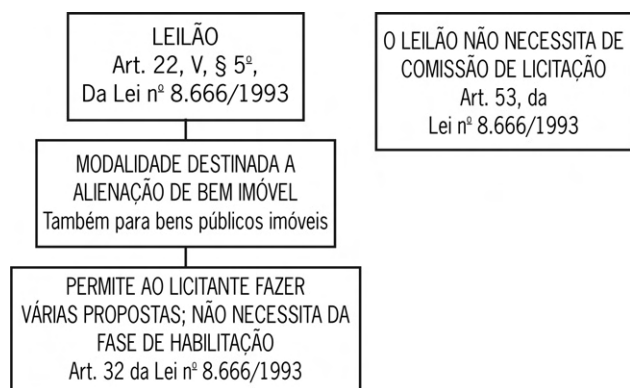 LEILÃO
Art. 22, V, § 5º,
Da Lei nº 8.666/1993
O LEILÃO NÃO NECESSITA DE
COMISSÃO DE LICITAÇÃO
Art. 53, da
Lei nº 8.666/1993
MODALIDADE DESTINADA A
ALIENAÇÃO DE BEM IMÓVEL
Também para bens públicos imóveis
PERMITE AO LICITANTE FAZER
VÁRIAS PROPOSTAS; NÃO NECESSITA DA
FASE DE HABILITAÇÃO
Art. 32 da Lei nº 8.666/1993